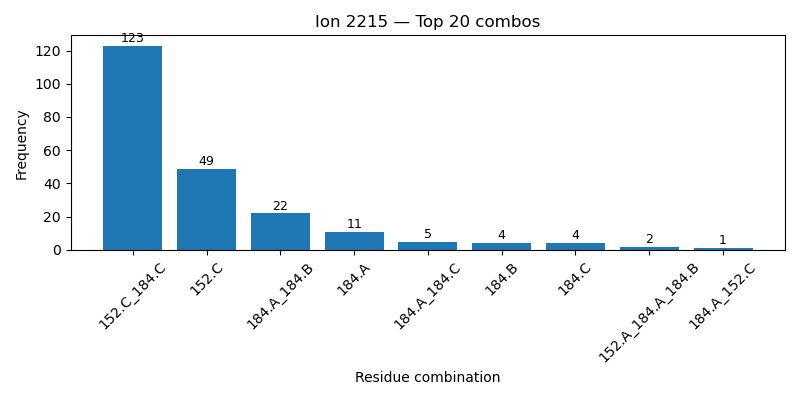 Ion 2215 — Top 20 combos
Frequency
120
100
80
60
40
20
0
123
49
22
11
5
4
4
2
1
152.C_184.C
152.C
184.A_184.B
184.A
184.A_184.C
184.B
184.C
152.A_184.A_184.B
184.A_152.C
Residue combination